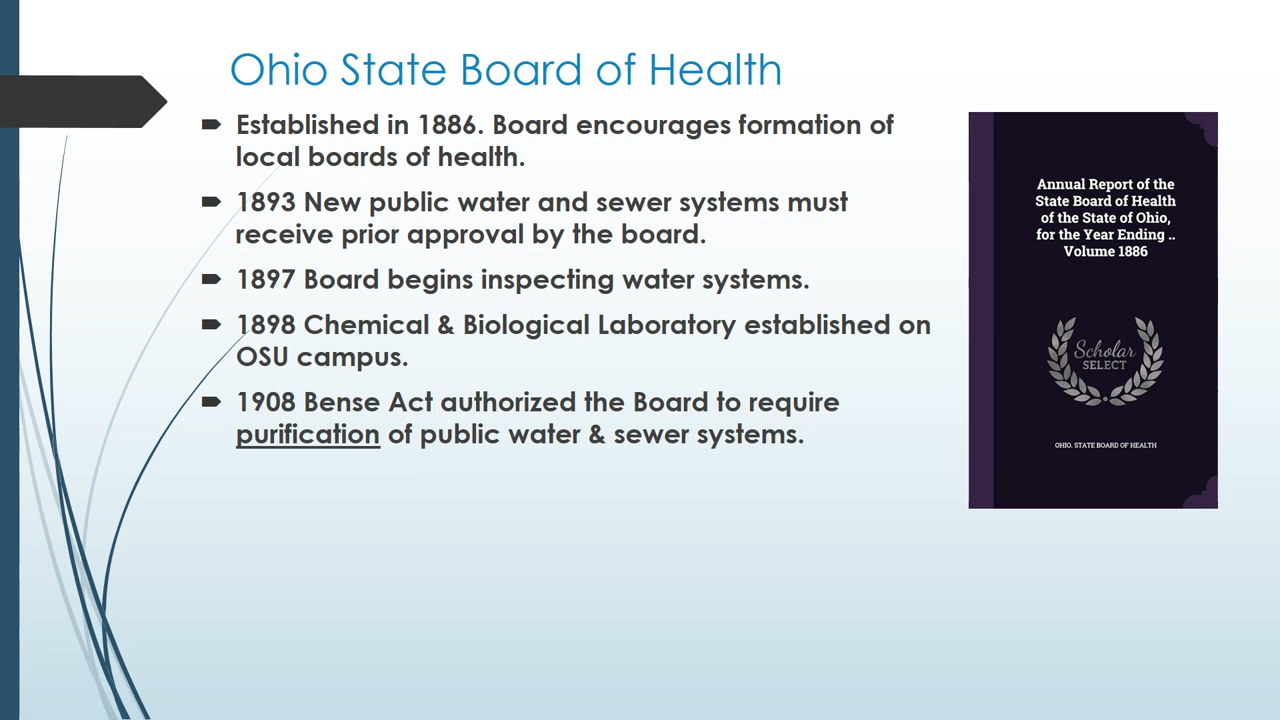 Ohio State Board of Health
Established in 1886. Board encourages formation of
local boards of health.
1893 New public water and sewer systems must
receive prior approval by the board.
1897 Board begins inspecting water systems.
1898 Chemical & Biological Laboratory established on
OSU campus.
1908 Bense Act authorized the Board to require
purification of public water & sewer systems.
Annual Report of the
State Board of Health
of the State of Ohio,
for the Year Ending ..
Volume 1886
Scholar
SELECT
OHIO. STATE BOARD OF HEALTH